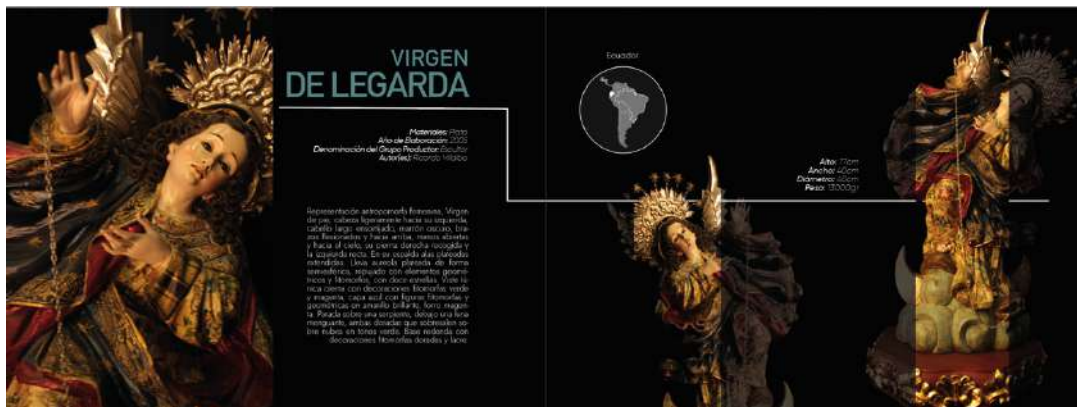 VIRGEN
DE LEGARDA
Materiales: Plata
Año de Elaboración: 2005
Denominación del Grupo Productor: Escultor
Autor(es): Ricardo Villalba
Representación antropomorfa femenina, Virgen
de pie, cabeza ligeramente hacia su izquierda,
cabello largo ensortijado, marrón oscuro, bra-
zos flexionados y hacia arriba, manos abiertas
y hacia el cielo, su pierna derecha recogida y
la izquierda recta. En su espalda alas plateadas
extendidas. Lleva aureola plateada de forma
semiesférica, repujado con elementos geomé-
tricos y fitomorfos, con doce estrellas. Viste tú-
nica crema con decoraciones fitomorfas verde
y magenta, capa azul con figuras fitomorfas y
geométricas en amarillo brillante, forro magen-
ta. Parada sobre una serpiente, debajo una luna
menguante, ambas doradas que sobresalen so-
bre nubes en tonos verde. Base redonda con
decoraciones fitomorfas doradas y lacre.
Ecuador
Alto: 77cm
Ancho: 40cm
Diámetro: 46cm
Peso: 13000gr